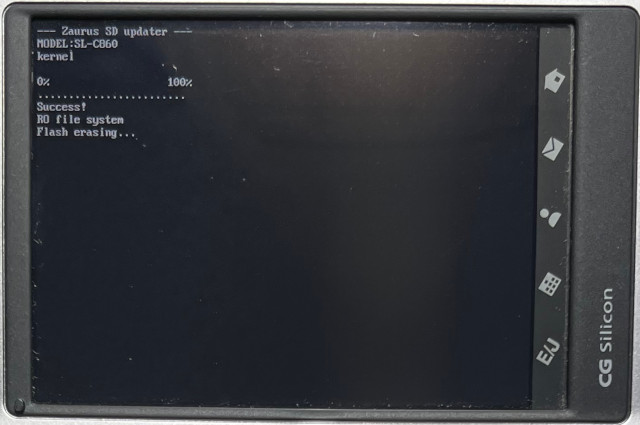 --- Zaurus SD updater ---
MODEL:SL-C860
kernel
0% 100%
........................
Success!
RO file system
Flash erasing...
E/J
CG Silicon